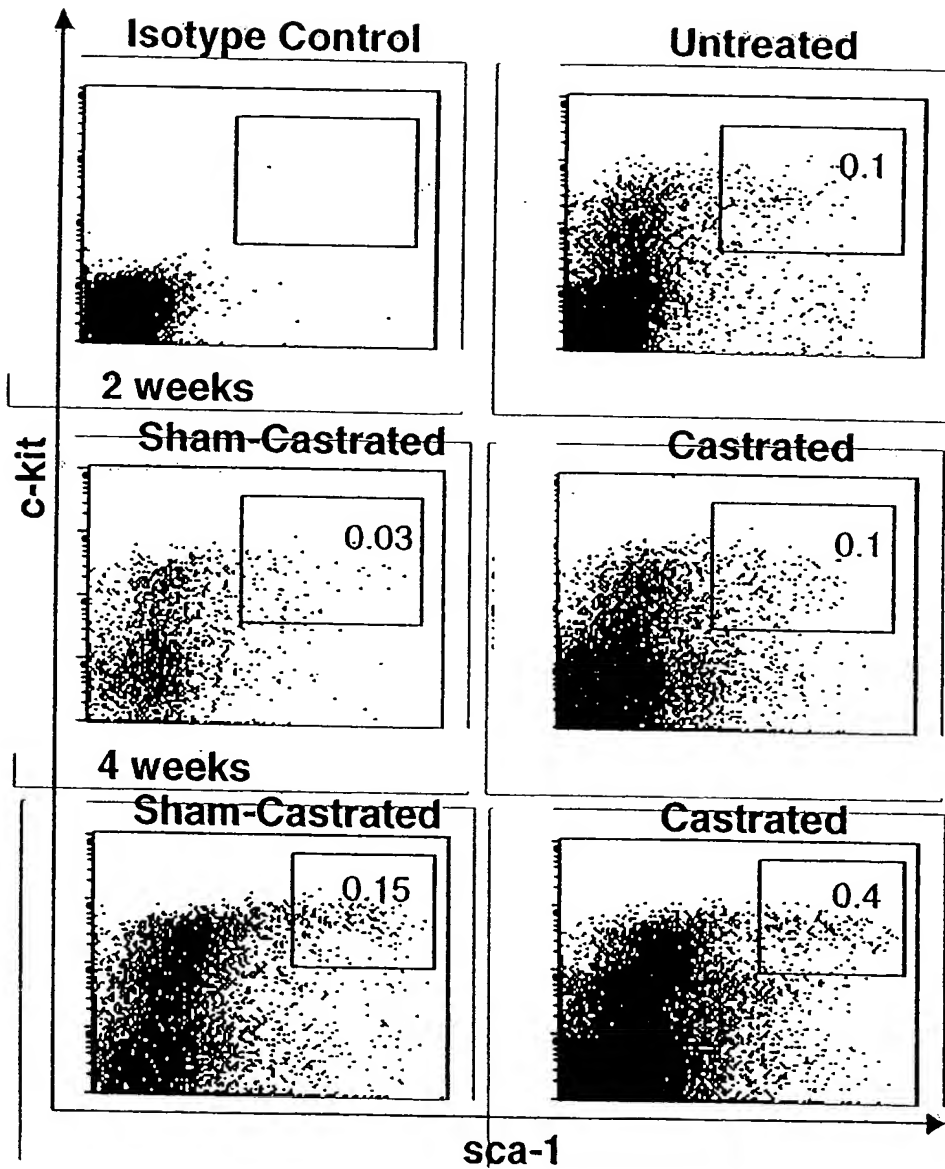 Isotype Control
Untreated
0.1
2 weeks
Sham-Castrated
Castrated
0.03
0.1
4 weeks
Sham-Castrated
Castrated
0.15
0.4
c-kit
sca-1